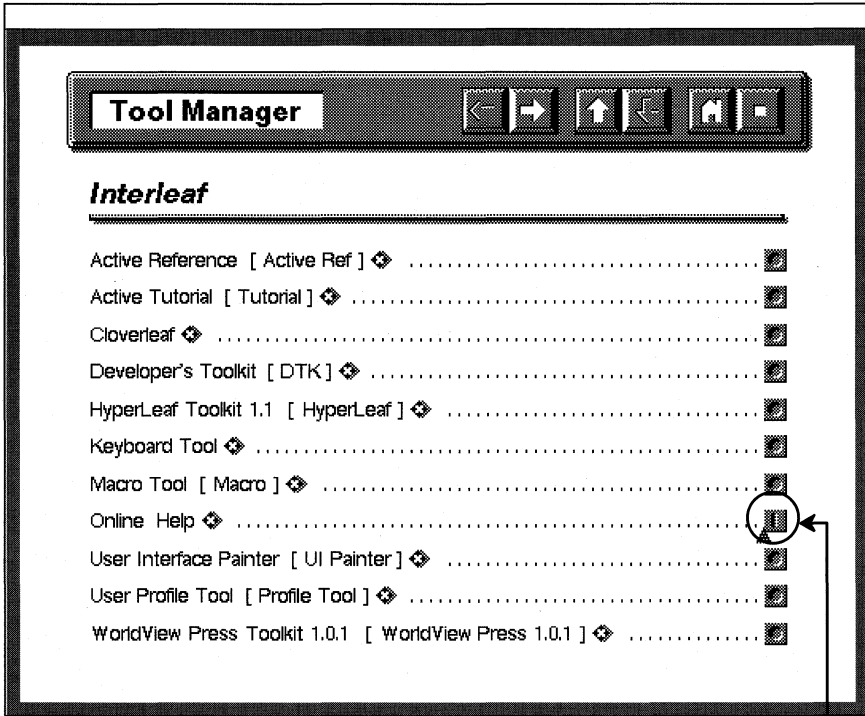 Tool Manager
Interleaf
Active Reference [ Active Ref ] ........................................
Active Tutorial [ Tutorial ] ........................................
Cloverleaf ........................................
Developer's Toolkit [ DTK ] ........................................
HyperLeaf Toolkit 1.1 [ HyperLeaf ] ........................................
Keyboard Tool ........................................
Macro Tool [ Macro ] ........................................
Online Help ........................................
User Interface Painter [ UI Painter ] ........................................
User Profile Tool [ Profile Tool ] ........................................
WorldView Press Toolkit 1.0.1 [ WorldView Press 1.0.1 ] ..............